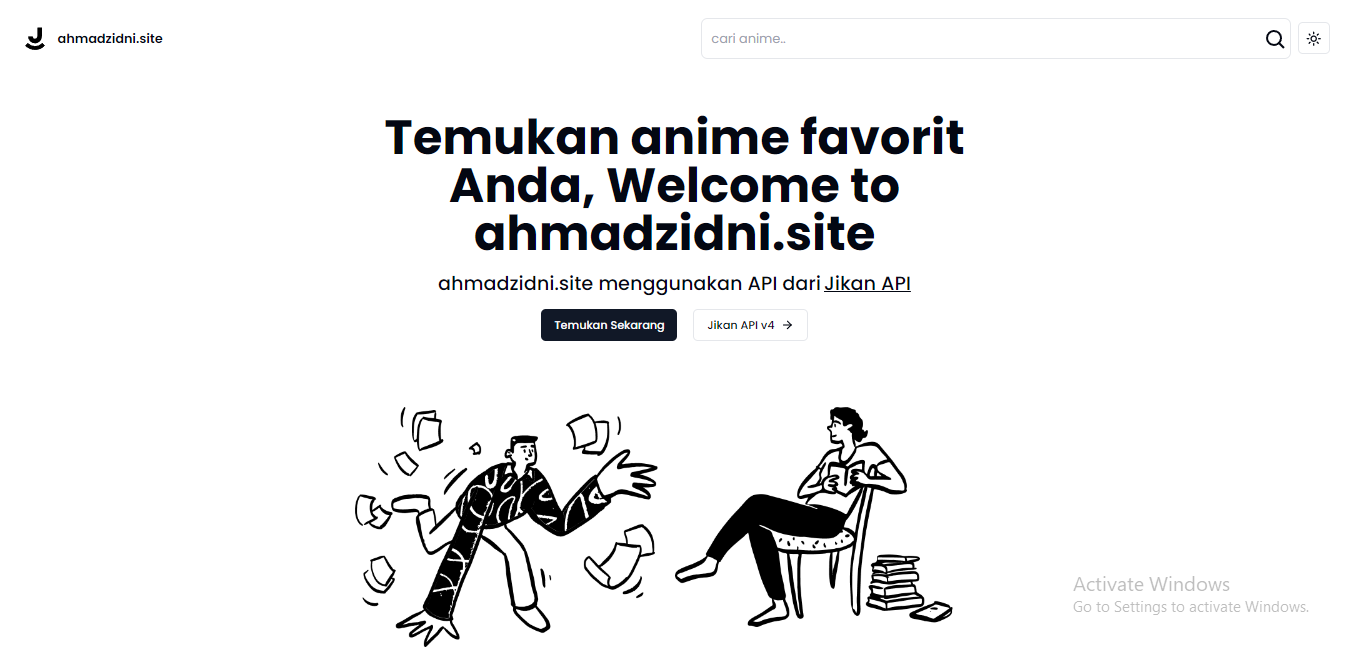 ahmadzidni.site
cari anime..
Temukan anime favorit
Anda, Welcome to
ahmadzidni.site
ahmadzidni.site menggunakan API dari Jikan API
Temukan Sekarang
Jikan API v4 →
Activate Windows
Go to Settings to activate Windows.